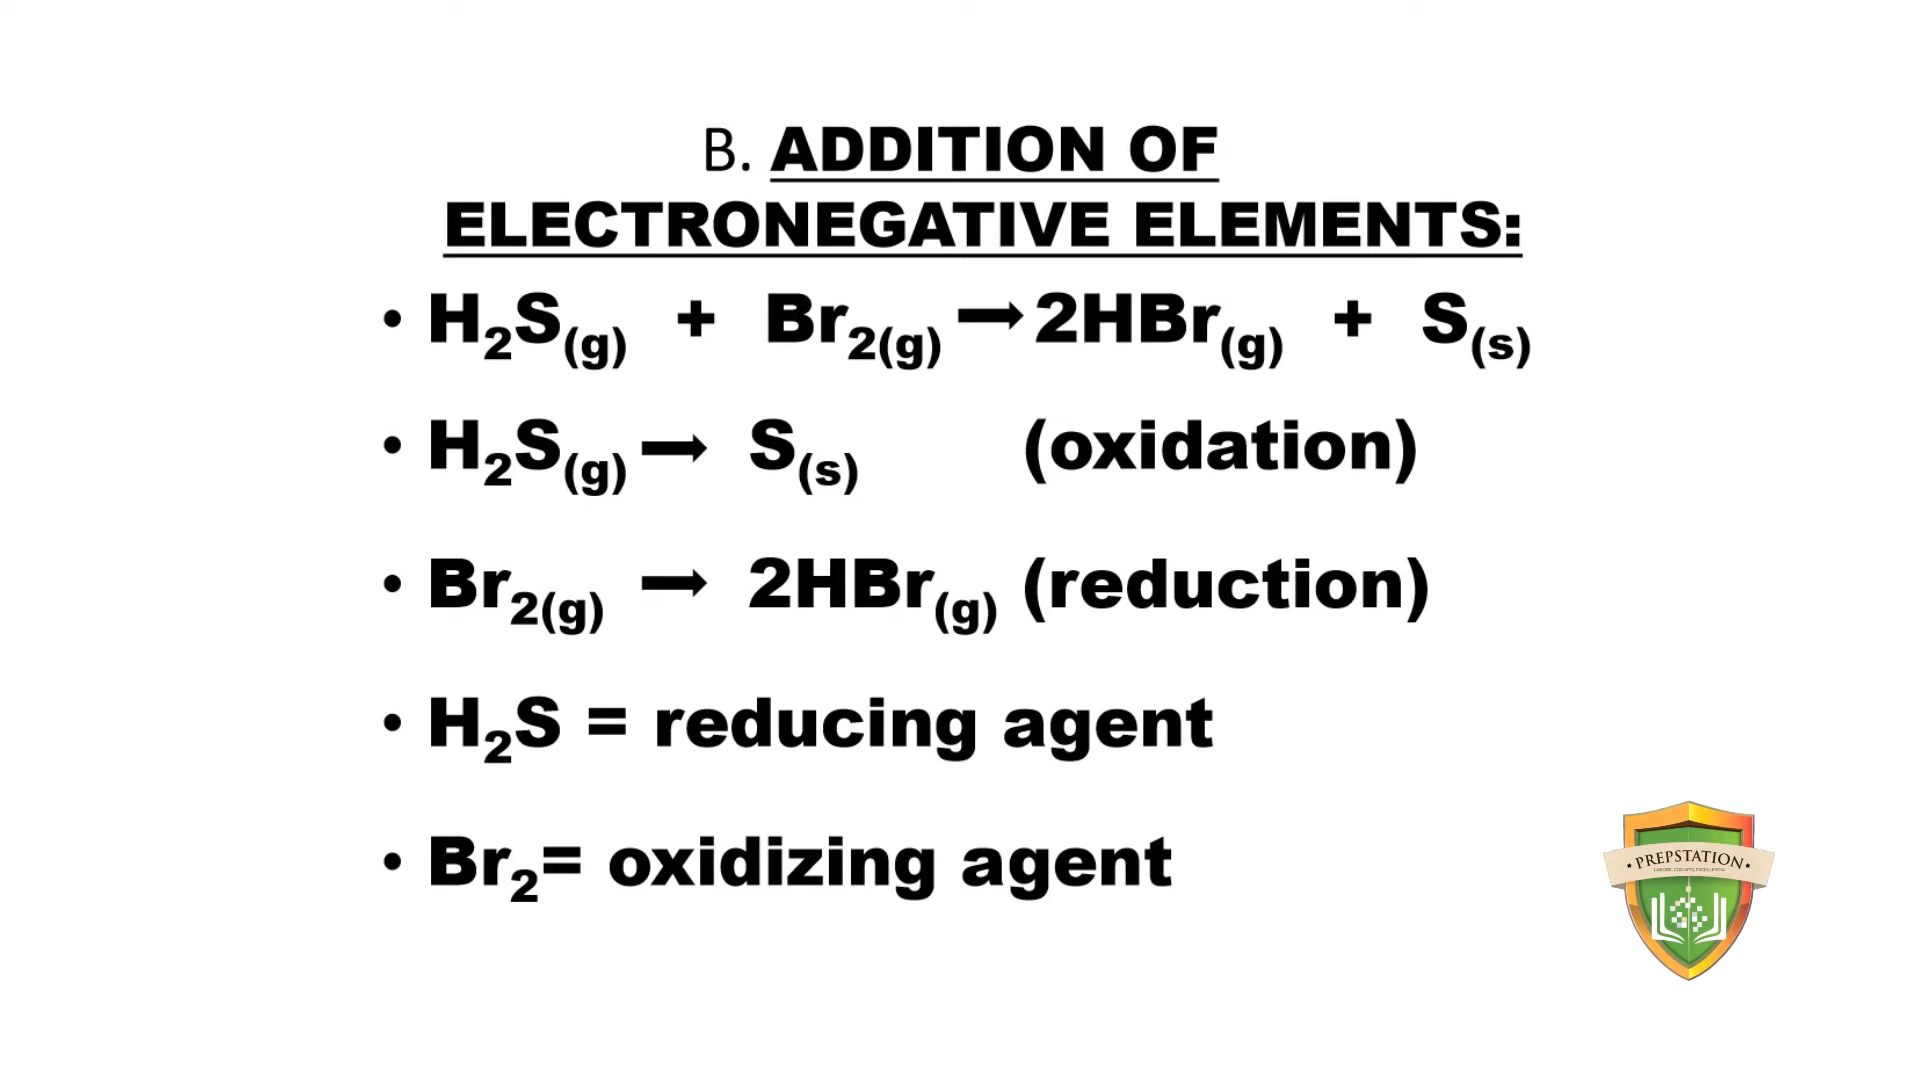 B. ADDITION OF
ELECTRONEGATIVE ELEMENTS:
• H₂S(g) + Br₂(g) → 2HBr(g) + S(s)
• H₂S(g) → S(s) (oxidation)
• Br₂(g) → 2HBr(g) (reduction)
• H₂S = reducing agent
• Br₂= oxidizing agent
PREPSTATION